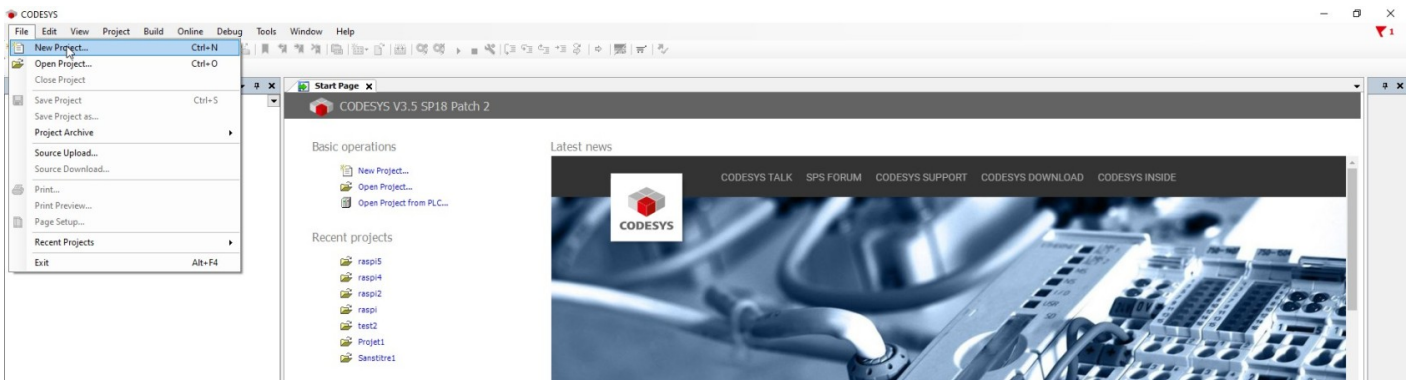 CODESYS
File Edit View Project Build Online Debug Tools Window Help
1
New Project... Ctrl+N
Open Project... Ctrl+O
Close Project
Save Project Ctrl+S
Save Project as...
Project Archive
Source Upload...
Source Download...
Print...
Print Preview...
Page Setup...
Recent Projects
Exit Alt+F4
Start Page
CODESYS V3.5 SP18 Patch 2
Basic operations
New Project...
Open Project...
Open Project from PLC...
Recent projects
raspi5
raspi4
raspi2
raspi
test2
Projet1
Sanstitre1
Latest news
CODESYS TALK SPS FORUM CODESYS SUPPORT CODESYS DOWNLOAD CODESYS INSIDE
CODESYS